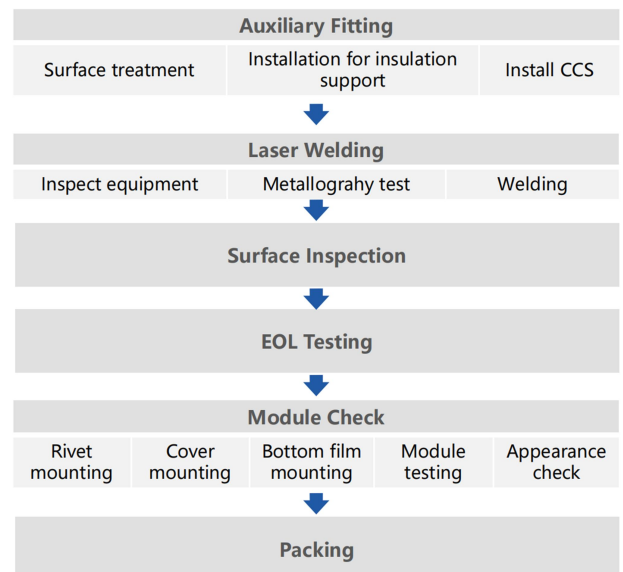 Auxiliary Fitting
Surface treatment
Installation for insulation
support
Install CCS
Laser Welding
Inspect equipment
Metallograhy test
Welding
Surface Inspection
EOL Testing
Module Check
Rivet
mounting
Cover
mounting
Bottom film
mounting
Module
testing
Appearance
check
Packing